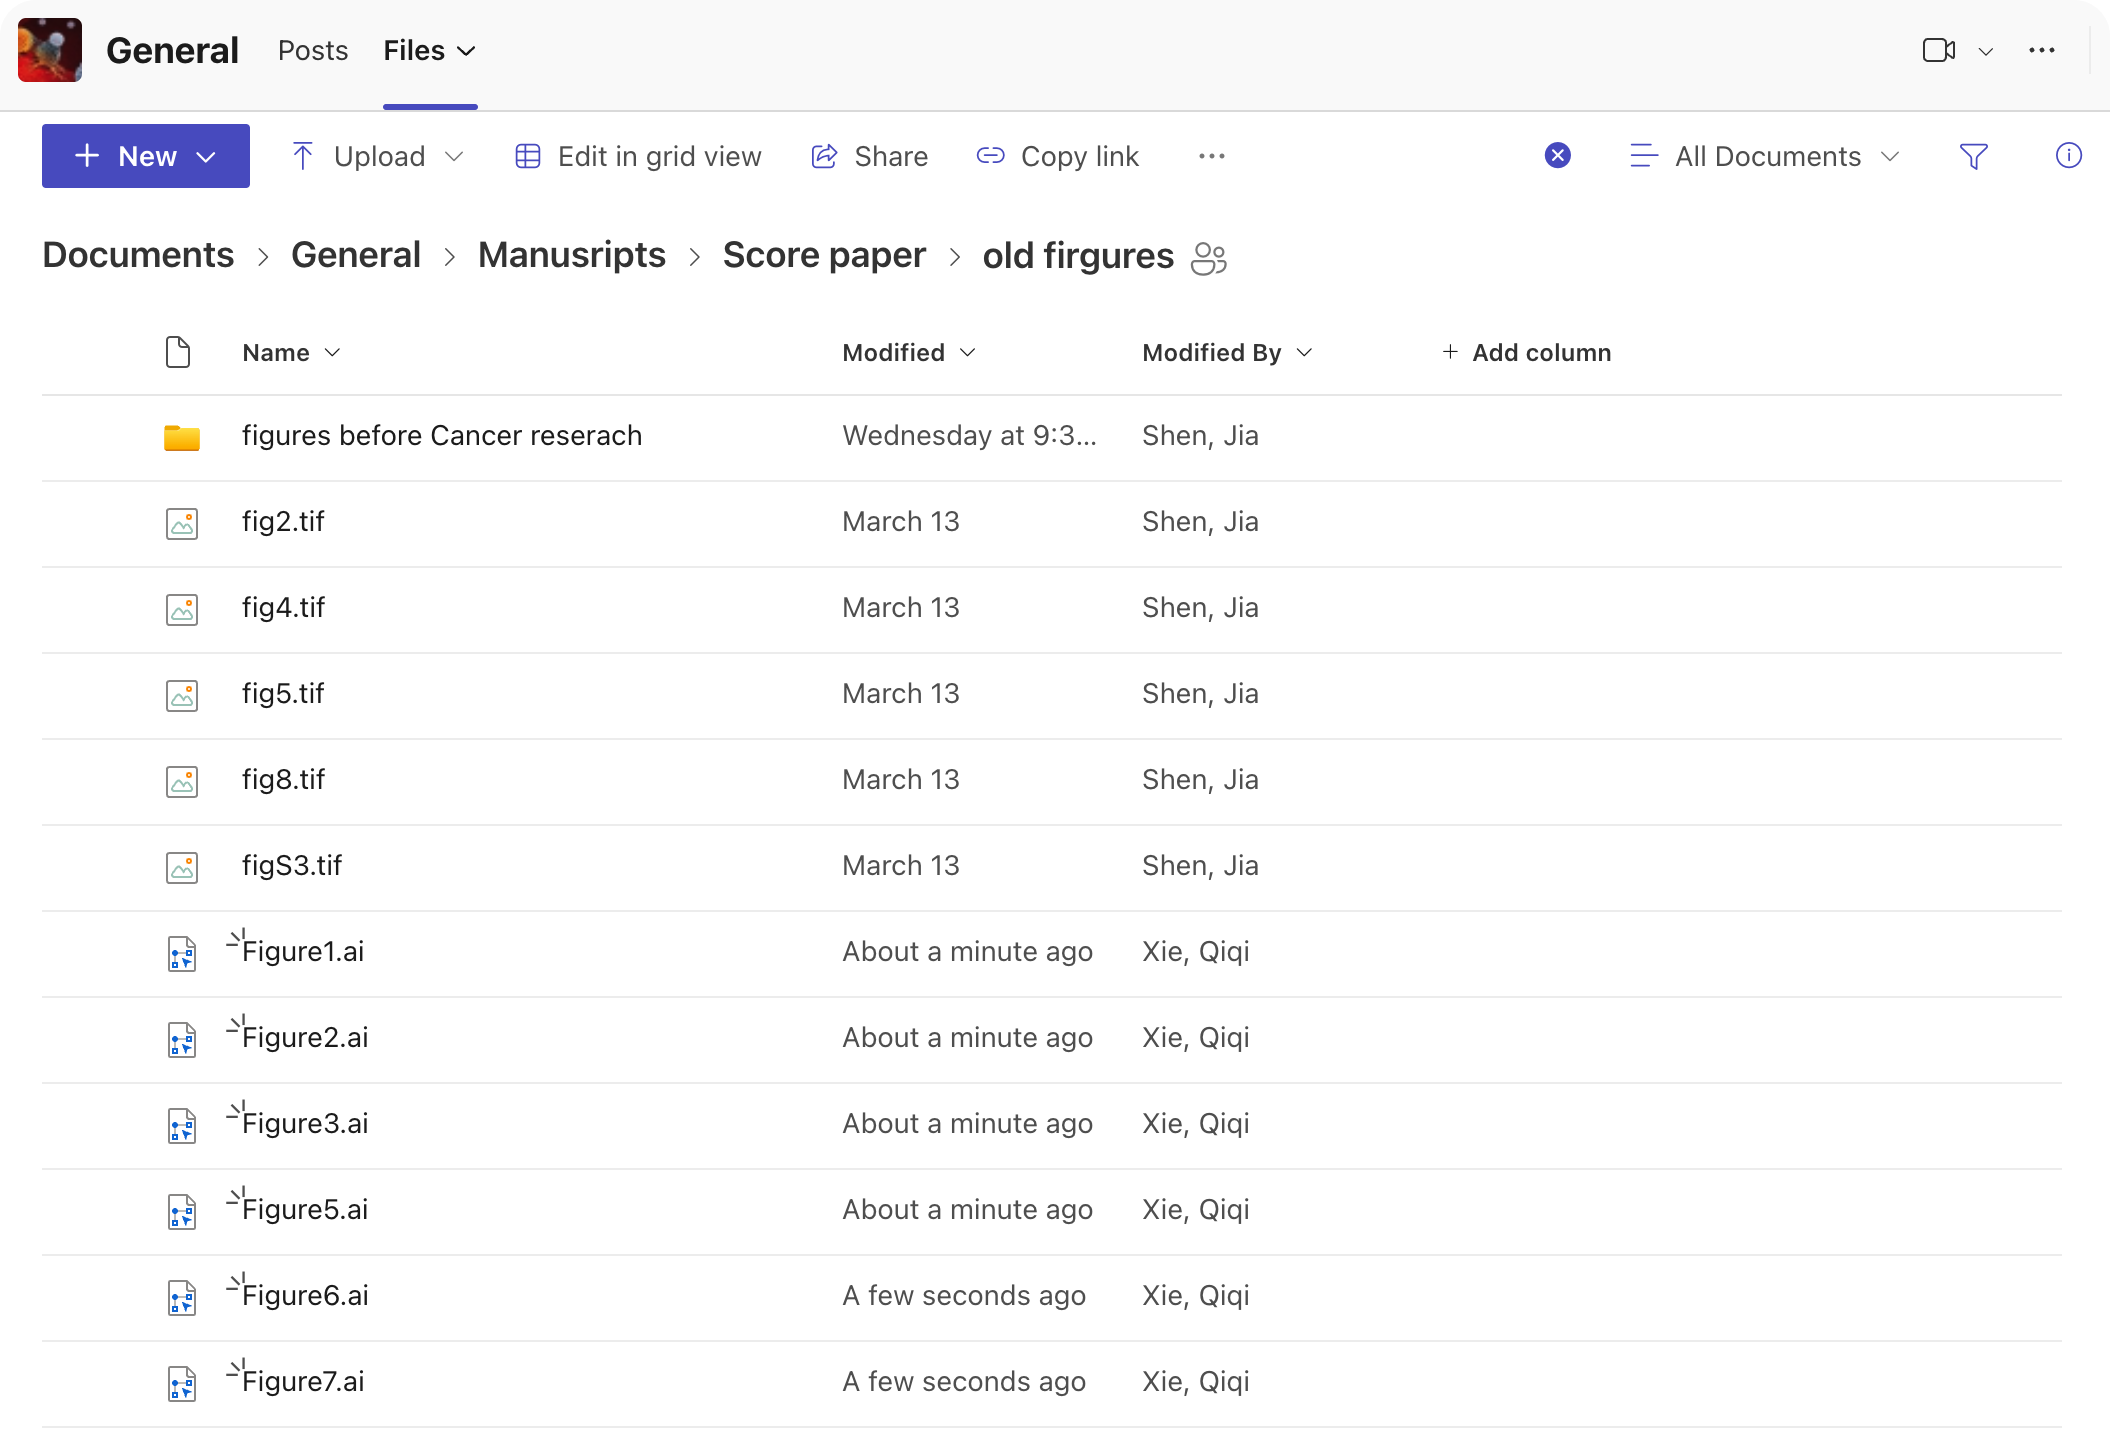 General Posts Files
New Upload Edit in grid view Share Copy link ... All Documents
Documents > General > Manusripts > Score paper > old firgures
Name Modified Modified By + Add column
figures before Cancer reserach Wednesday at 9:3... Shen, Jia
fig2.tif March 13 Shen, Jia
fig4.tif March 13 Shen, Jia
fig5.tif March 13 Shen, Jia
fig8.tif March 13 Shen, Jia
figS3.tif March 13 Shen, Jia
Figure1.ai About a minute ago Xie, Qiqi
Figure2.ai About a minute ago Xie, Qiqi
Figure3.ai About a minute ago Xie, Qiqi
Figure5.ai About a minute ago Xie, Qiqi
Figure6.ai A few seconds ago Xie, Qiqi
Figure7.ai A few seconds ago Xie, Qiqi